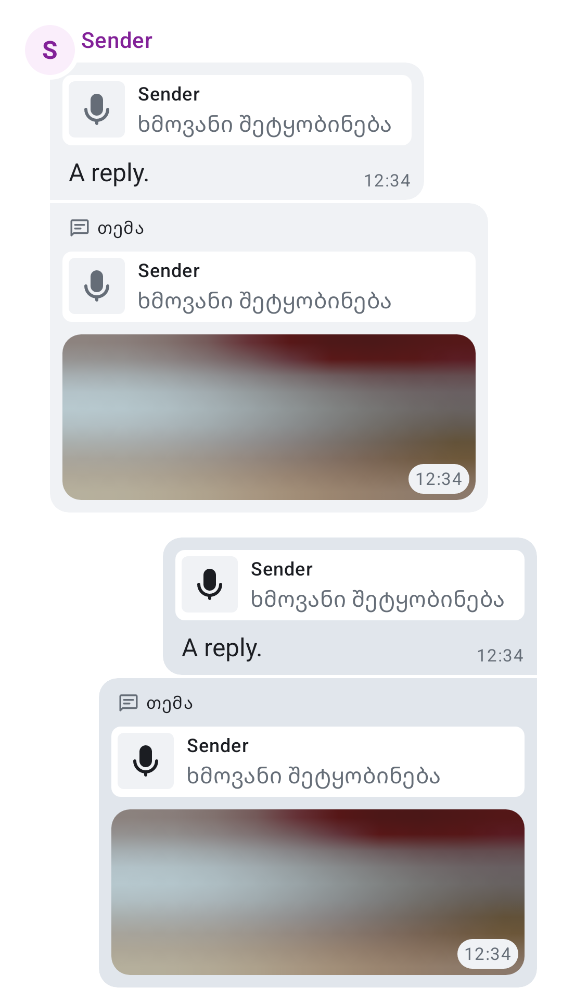 S
Sender
Sender
ხმოვანი შეტყობინება
A reply.
12:34
თემა
Sender
ხმოვანი შეტყობინება
12:34
Sender
ხმოვანი შეტყობინება
A reply.
12:34
თემა
Sender
ხმოვანი შეტყობინება
12:34